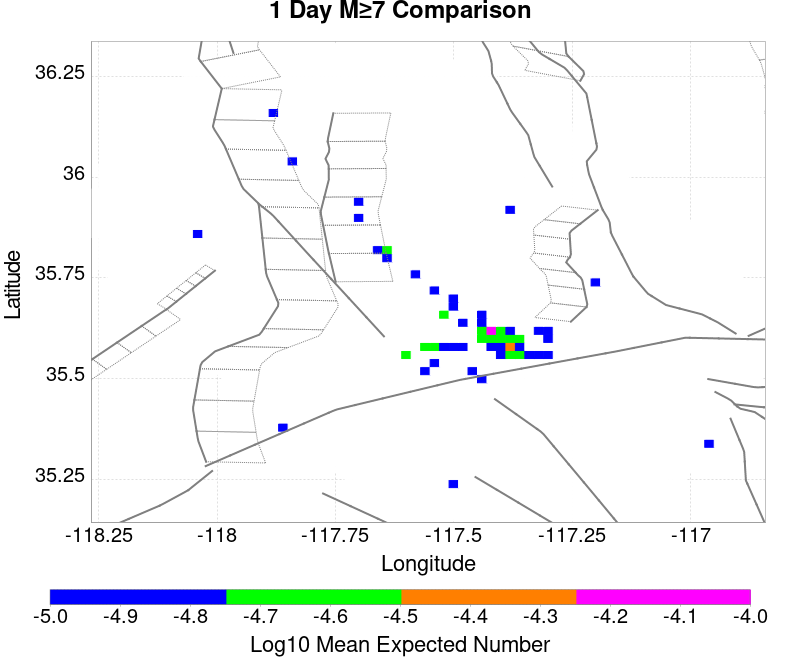 1 Day M≥7 Comparison
36.25
36
35.75
35.5
35.25
Latitude
-118.25 -118 -117.75 -117.5 -117.25 -117
Longitude
-5.0 -4.9 -4.8 -4.7 -4.6 -4.5 -4.4 -4.3 -4.2 -4.1 -4.0
Log10 Mean Expected Number